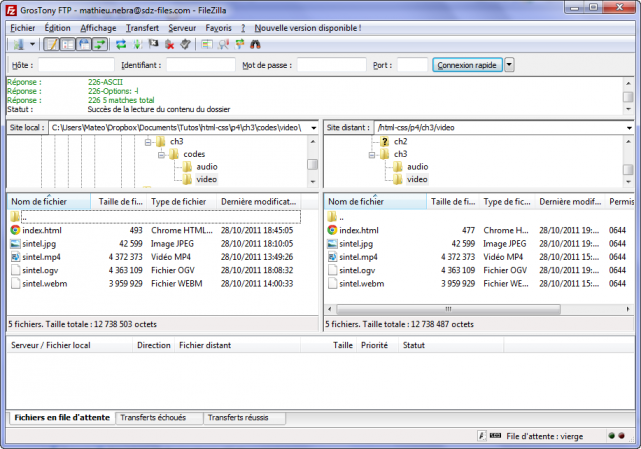 GrosTony FTP - mathieu.nebra@sdz-files.com - FileZilla
Fichier Édition Affichage Transfert Serveur Favoris ? Nouvelle version disponible !
Hôte : Identifiant : Mot de passe : Port : Connexion rapide
Réponse : 226-ASCII
Réponse : 226-Options: -l
Réponse : 226 5 matches total
Statut : Succès de la lecture du contenu du dossier
Site local : C:\Users\Mateo\Dropbox\Documents\Tutos\html-css\p4\ch3\codes\video\
Site distant : /html-css/p4/ch3/video
ch3
codes
audio
video
? ch2
ch3
audio
video
Nom de fichier Taille de fi... Type de fichier Dernière modificat...
..
index.html 493 Chrome HTML... 28/10/2011 18:45:05
sintel.jpg 42 599 Image JPEG 28/10/2011 18:10:05
sintel.mp4 4 372 373 Vidéo MP4 28/10/2011 13:49:26
sintel.ogv 4 363 109 Fichier OGV 28/10/2011 18:08:32
sintel.webm 3 959 929 Fichier WEBM 28/10/2011 14:00:33
5 fichiers. Taille totale : 12 738 503 octets
Nom de fichier Taille de fi... Type de fic... Dernière modif... Permis
..
index.html 477 Chrome H... 28/10/2011 19:... 0644
sintel.jpg 42 599 Image JPEG 28/10/2011 19:... 0644
sintel.mp4 4 372 373 Vidéo MP4 28/10/2011 15:... 0644
sintel.ogv 4 363 109 Fichier OGV 28/10/2011 19:... 0644
sintel.webm 3 959 929 Fichier WE... 28/10/2011 15:... 0644
5 fichiers. Taille totale : 12 738 487 octets
Serveur / Fichier local Direction Fichier distant Taille Priorité Statut
Fichiers en file d'attente Transferts échoués Transferts réussis
File d'attente : vierge